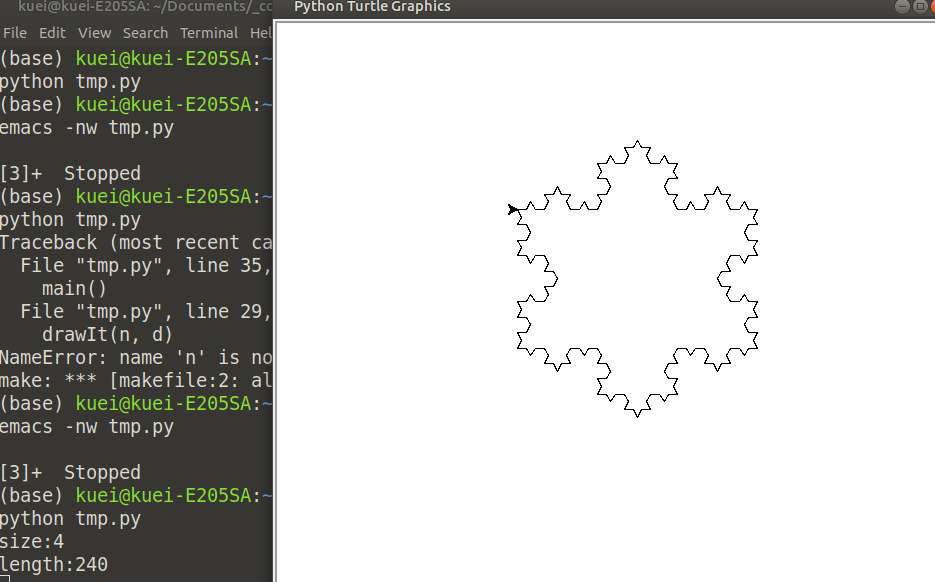 kuei@kuei-E205SA: ~/Documents/_cc
Python Turtle Graphics
File Edit View Search Terminal Hel
(base) kuei@kuei-E205SA:~
python tmp.py
(base) kuei@kuei-E205SA:~
emacs -nw tmp.py
[3]+ Stopped
(base) kuei@kuei-E205SA:~
python tmp.py
Traceback (most recent ca
File "tmp.py", line 35,
main()
File "tmp.py", line 29,
drawIt(n, d)
NameError: name 'n' is no
make: *** [makefile:2: al
(base) kuei@kuei-E205SA:~
emacs -nw tmp.py
[3]+ Stopped
(base) kuei@kuei-E205SA:~
python tmp.py
size:4
length:240